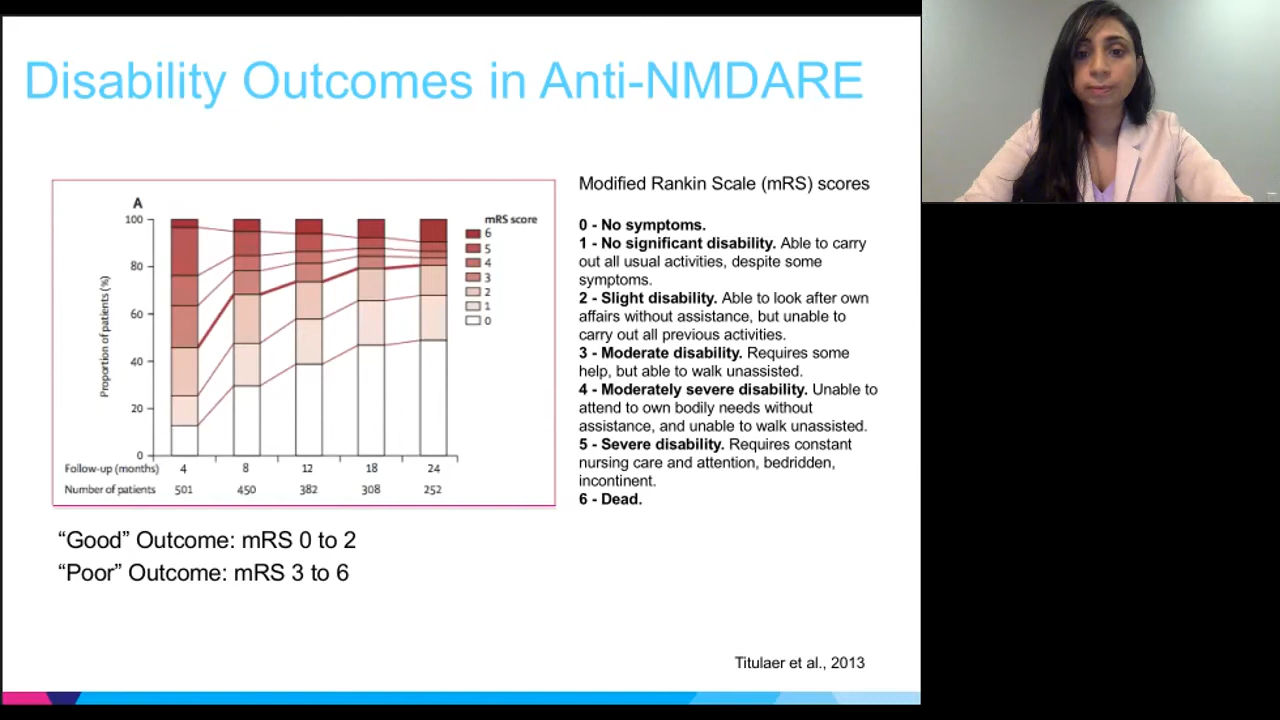 Disability Outcomes in Anti-NMDARE
A
100
80
60
40
20
0
Proportion of patients (%)
mRS score
6
5
4
3
2
1
0
Follow-up (months) 4 8 12 18 24
Number of patients 501 450 382 308 252
Modified Rankin Scale (mRS) scores
0 - No symptoms.
1 - No significant disability. Able to carry
out all usual activities, despite some
symptoms.
2 - Slight disability. Able to look after own
affairs without assistance, but unable to
carry out all previous activities.
3 - Moderate disability. Requires some
help, but able to walk unassisted.
4 - Moderately severe disability. Unable to
attend to own bodily needs without
assistance, and unable to walk unassisted.
5 - Severe disability. Requires constant
nursing care and attention, bedridden,
incontinent.
6 - Dead.
“Good” Outcome: mRS 0 to 2
“Poor” Outcome: mRS 3 to 6
Titulaer et al., 2013